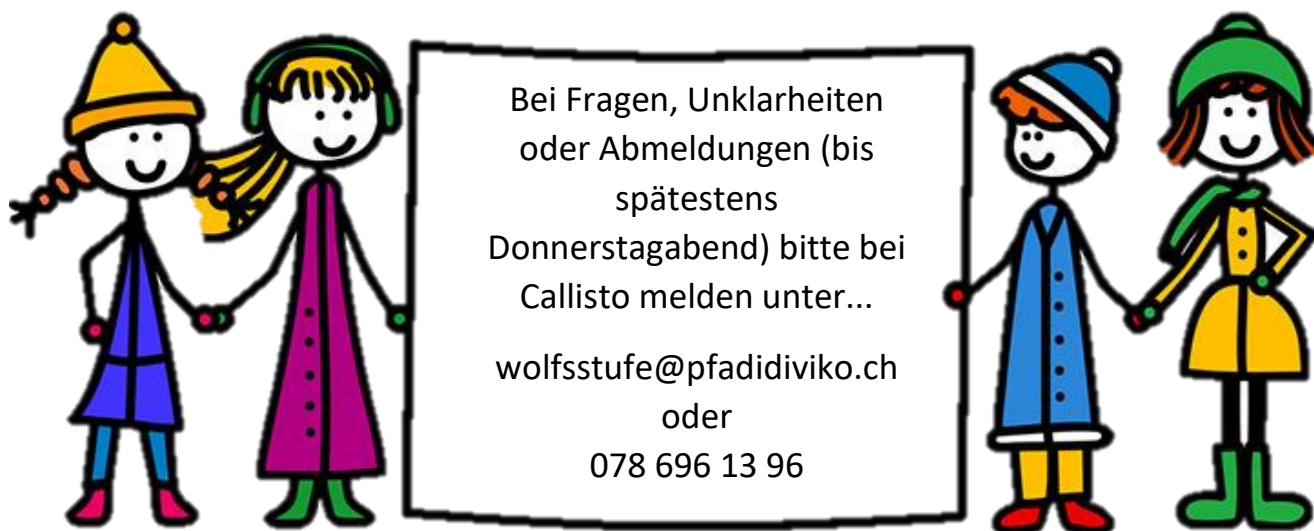 Bei Fragen, Unklarheiten
oder Abmeldungen (bis
spätestens
Donnerstagabend) bitte bei
Callisto melden unter...
wolfsstufe@pfadidiviko.ch
oder
078 696 13 96